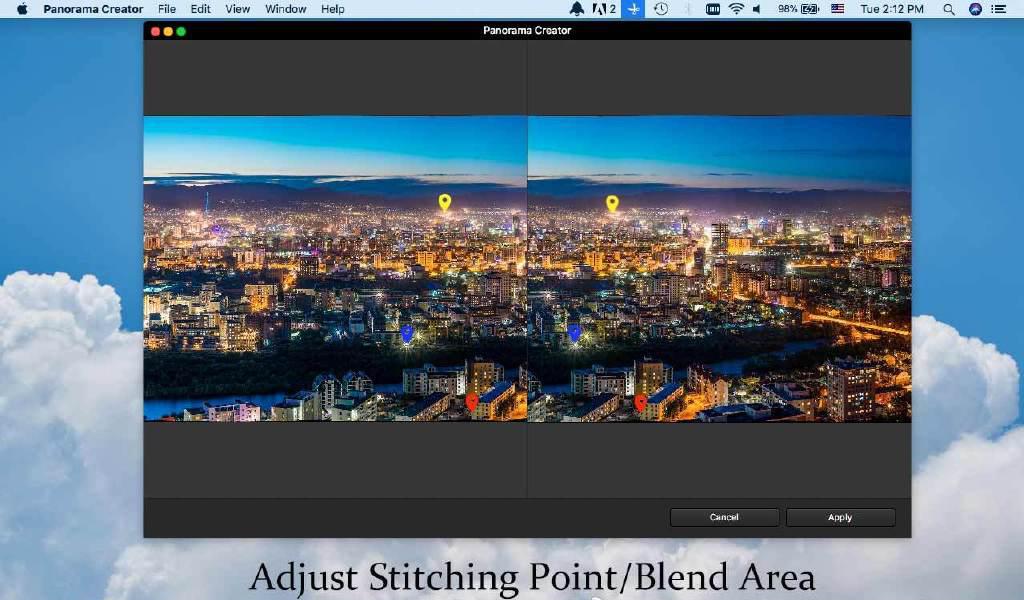 Panorama Creator File Edit View Window Help 2 98% Tue 2:12 PM
Panorama Creator
Cancel Apply
Adjust Stitching Point/Blend Area